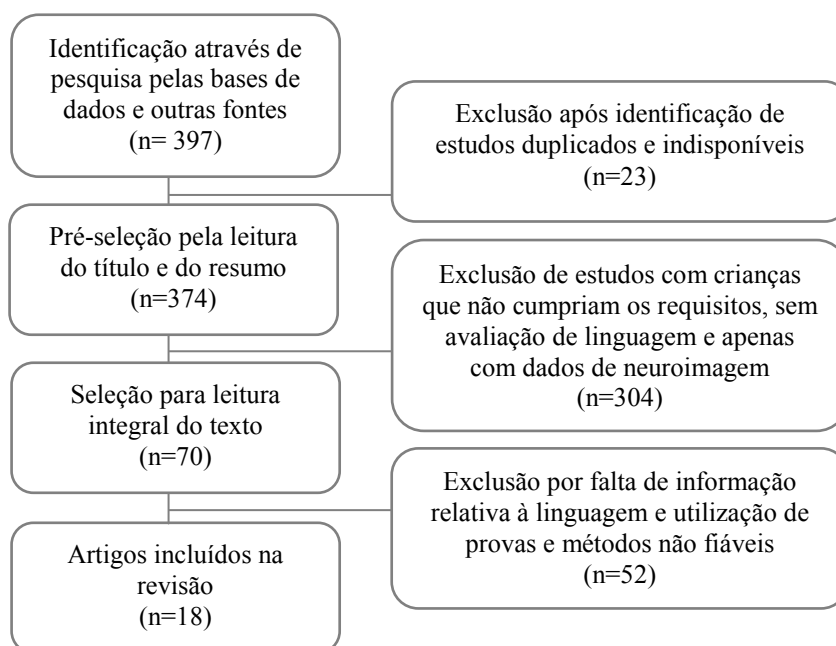 Identificação através de
pesquisa pelas bases de
dados e outras fontes
(n= 397)
Exclusão após identificação de
estudos duplicados e indisponíveis
(n=23)
Pré-seleção pela leitura
do título e do resumo
(n=374)
Exclusão de estudos com crianças
que não cumpriam os requisitos, sem
avaliação de linguagem e apenas
com dados de neuroimagem
(n=304)
Seleção para leitura
integral do texto
(n=70)
Exclusão por falta de informação
relativa à linguagem e utilização de
provas e métodos não fiáveis
(n=52)
Artigos incluídos na
revisão
(n=18)